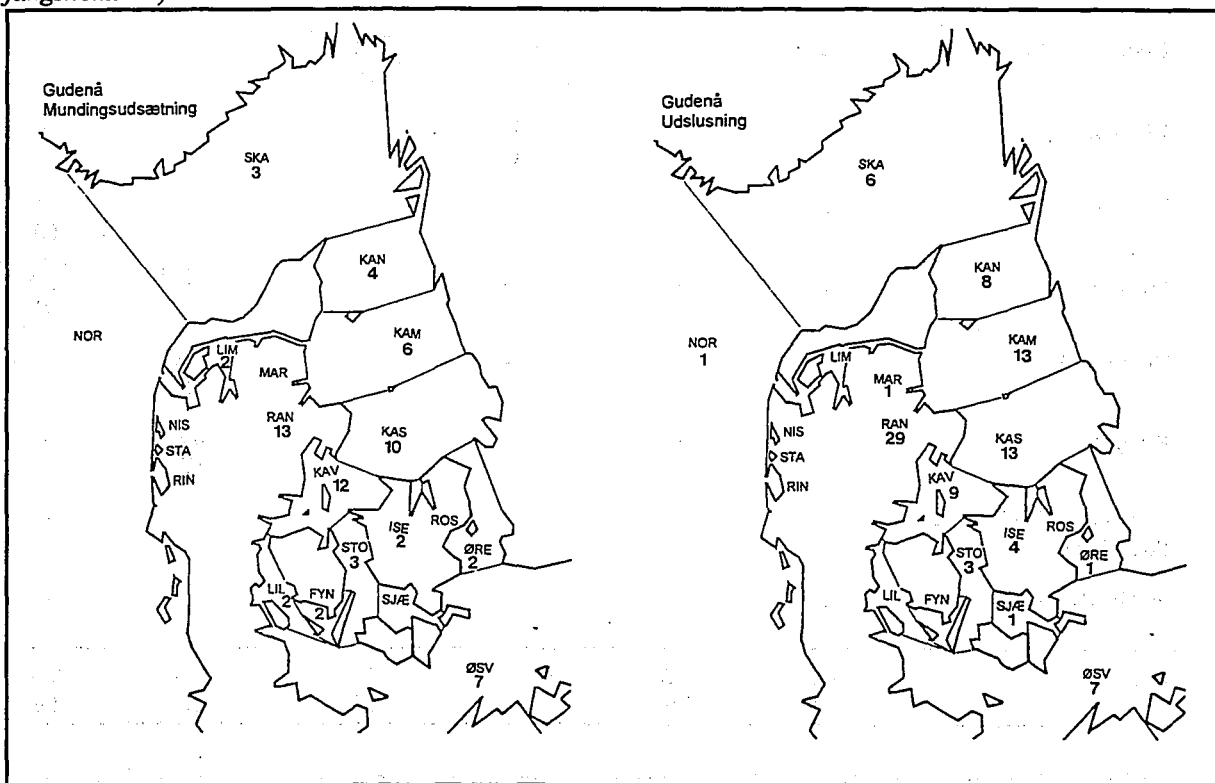 Gudenå
Mundingsudsætning
SKA
3
KAN
4
NOR
KAM
6
LIM
2
MAR
RAN
13
KAS
10
NIS
STA
RIN
KAV
12
ISE
2
ROS
STO
3
ØRE
2
LIL
2
FYN
2
SJÆ
ØSV
7
Gudenå
Udslusning
SKA
6
KAN
8
NOR
1
KAM
13
LIM
MAR
1
RAN
29
KAS
13
NIS
STA
RIN
KAV
9
ISE
4
ROS
STO
3
ØRE
1
LIL
FYN
SJÆ
1
ØSV
7